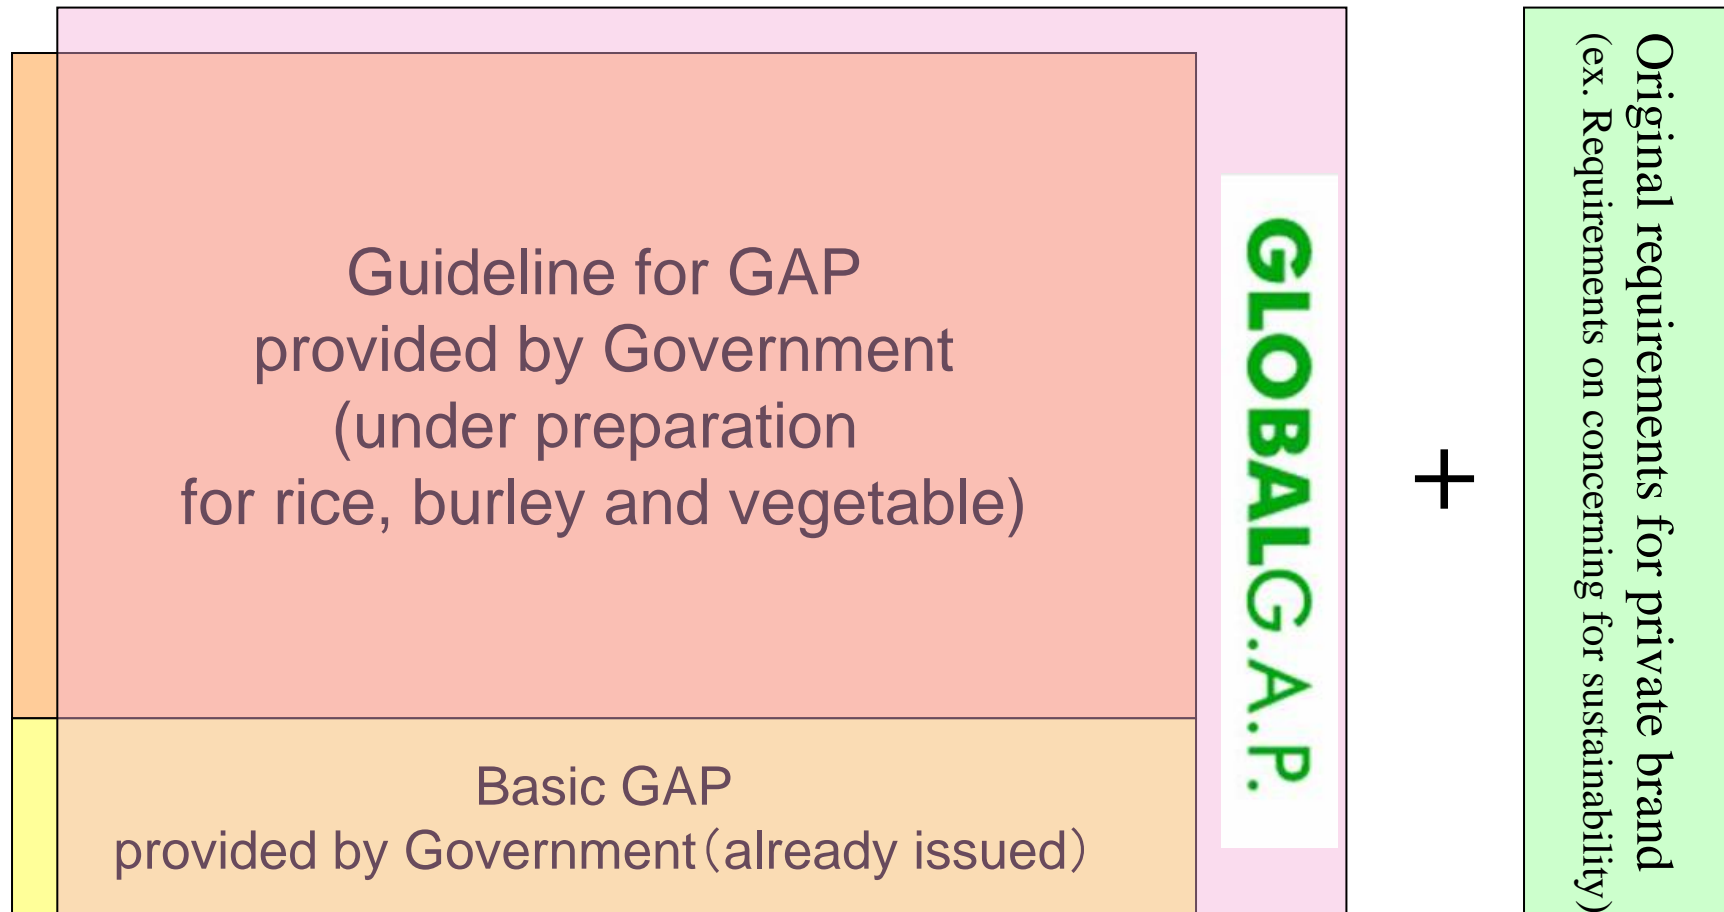 Guideline for GAP
provided by Government
(under preparation
for rice, burley and vegetable)
Basic GAP
provided by Government（already issued）
GLOBALG.A.P.
+
Original requirements for private brand
(ex. Requirements on concerning for sustainability)